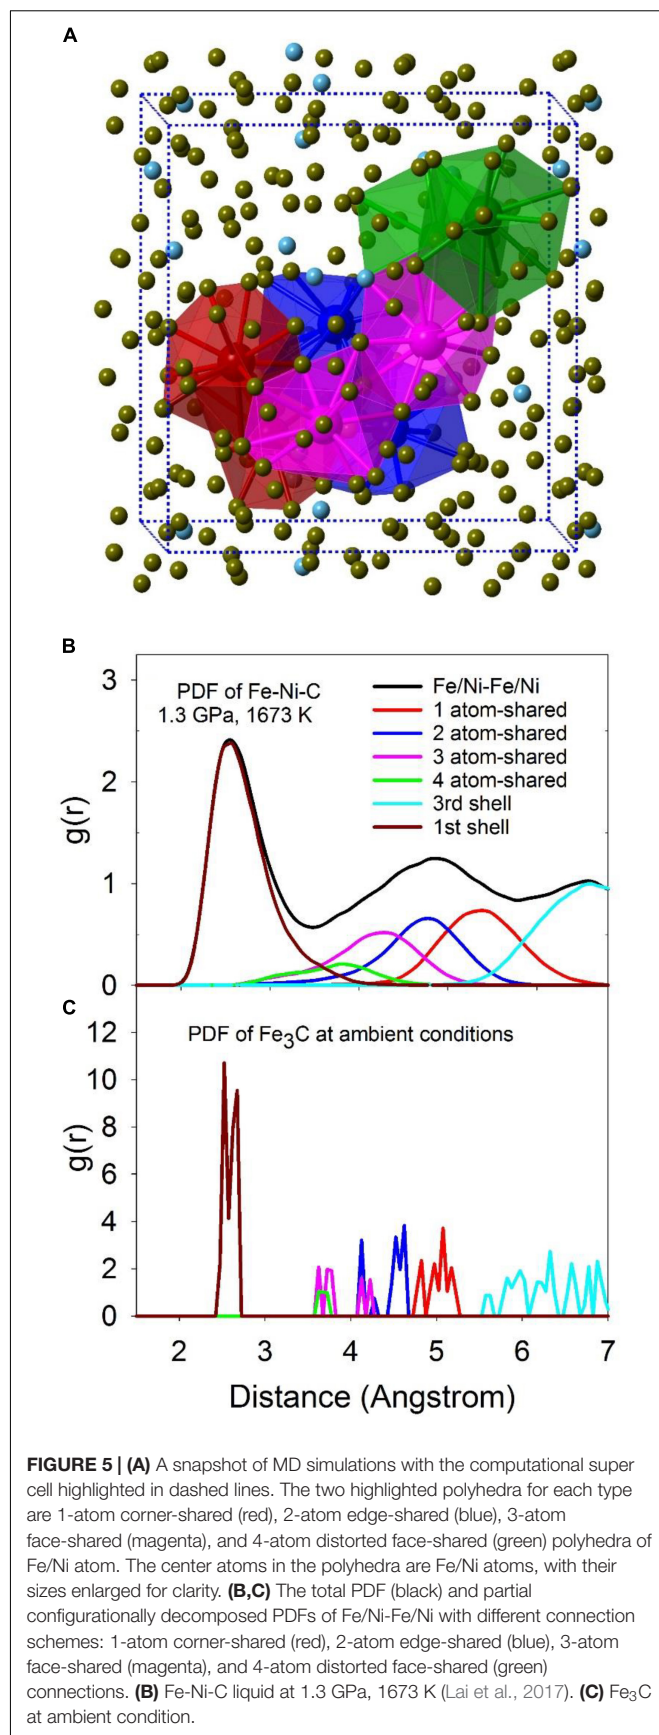 A
B
3
2
1
0
g(r)
PDF of Fe-Ni-C
1.3 GPa, 1673 K
Fe/Ni-Fe/Ni
1 atom-shared
2 atom-shared
3 atom-shared
4 atom-shared
3rd shell
1st shell
C
12
10
8
6
4
2
0
g(r)
PDF of Fe3C at ambient conditions
2 3 4 5 6 7
Distance (Angstrom)
FIGURE 5 | (A) A snapshot of MD simulations with the computational super
cell highlighted in dashed lines. The two highlighted polyhedra for each type
are 1-atom corner-shared (red), 2-atom edge-shared (blue), 3-atom
face-shared (magenta), and 4-atom distorted face-shared (green) polyhedra of
Fe/Ni atom. The center atoms in the polyhedra are Fe/Ni atoms, with their
sizes enlarged for clarity. (B,C) The total PDF (black) and partial
configurationally decomposed PDFs of Fe/Ni-Fe/Ni with different connection
schemes: 1-atom corner-shared (red), 2-atom edge-shared (blue), 3-atom
face-shared (magenta), and 4-atom distorted face-shared (green)
connections. (B) Fe-Ni-C liquid at 1.3 GPa, 1673 K (Lai et al., 2017). (C) Fe3C
at ambient condition.